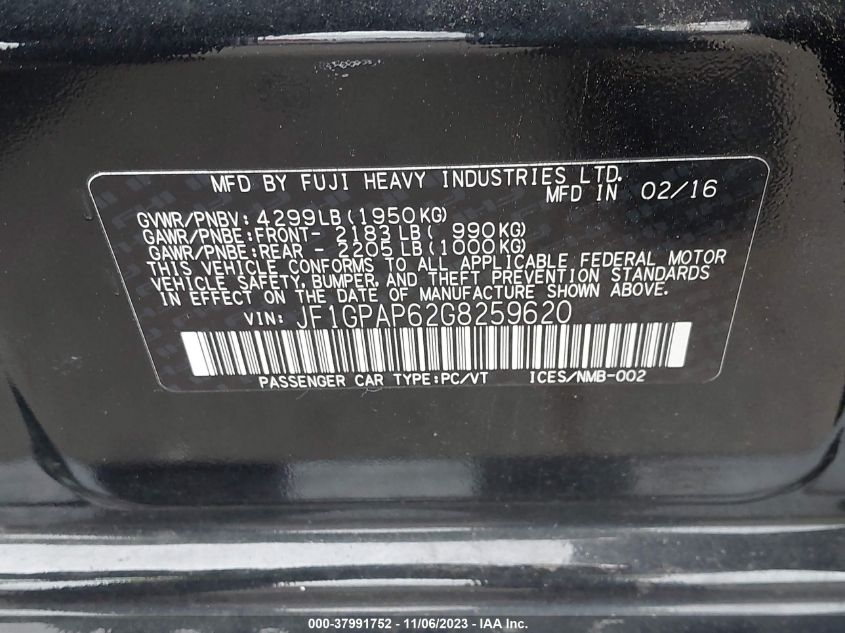 MFD BY FUJI HEAVY INDUSTRIES LTD.
MFD IN 02/16
GVWR/PNBV: 4299LB(1950KG)
GAWR/PNBE:FRONT- 2183LB( 990KG)
GAWR/PNBE:REAR - 2205LB(1000KG)
THIS VEHICLE CONFORMS TO ALL APPLICABLE FEDERAL MOTOR
VEHICLE SAFETY, BUMPER, AND THEFT PREVENTION STANDARDS
IN EFFECT ON THE DATE OF MANUFACTURE SHOWN ABOVE.
VIN: JF1GPAP62G8259620
PASSENGER CAR TYPE:PC/VT ICES/NMB-002
000-37991752 - 11/06/2023 - © IAA, Inc.